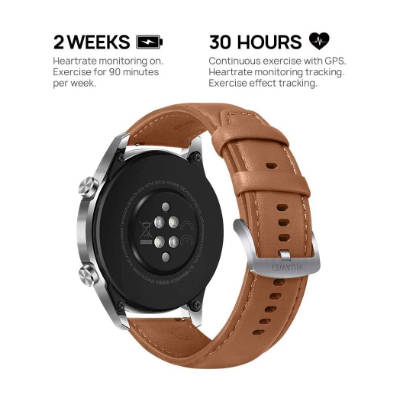 2 WEEKS
Heartrate monitoring on.
Exercise for 90 minutes
per week.
30 HOURS
Continuous exercise with GPS.
Heartrate monitoring tracking.
Exercise effect tracking.
HUAWEI